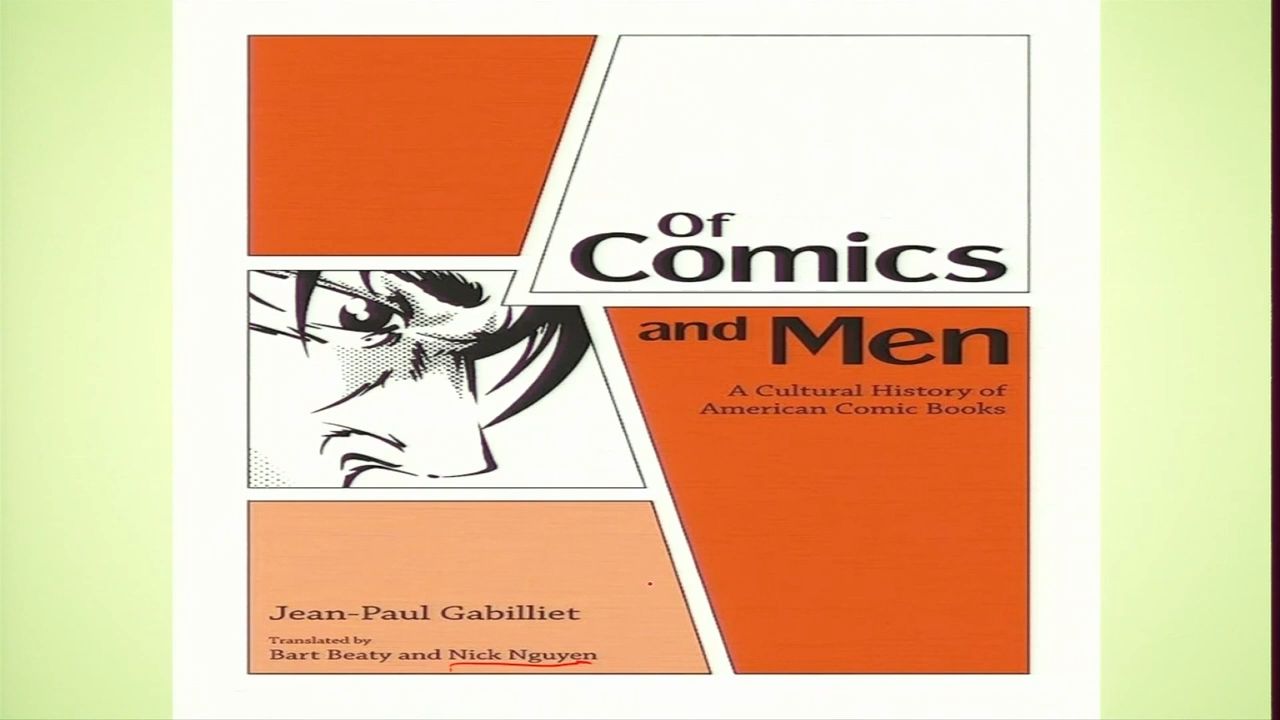 Of
Comics
and Men
A Cultural History of
American Comic Books
Jean-Paul Gabilliet
Translated by
Bart Beaty and Nick Nguyen